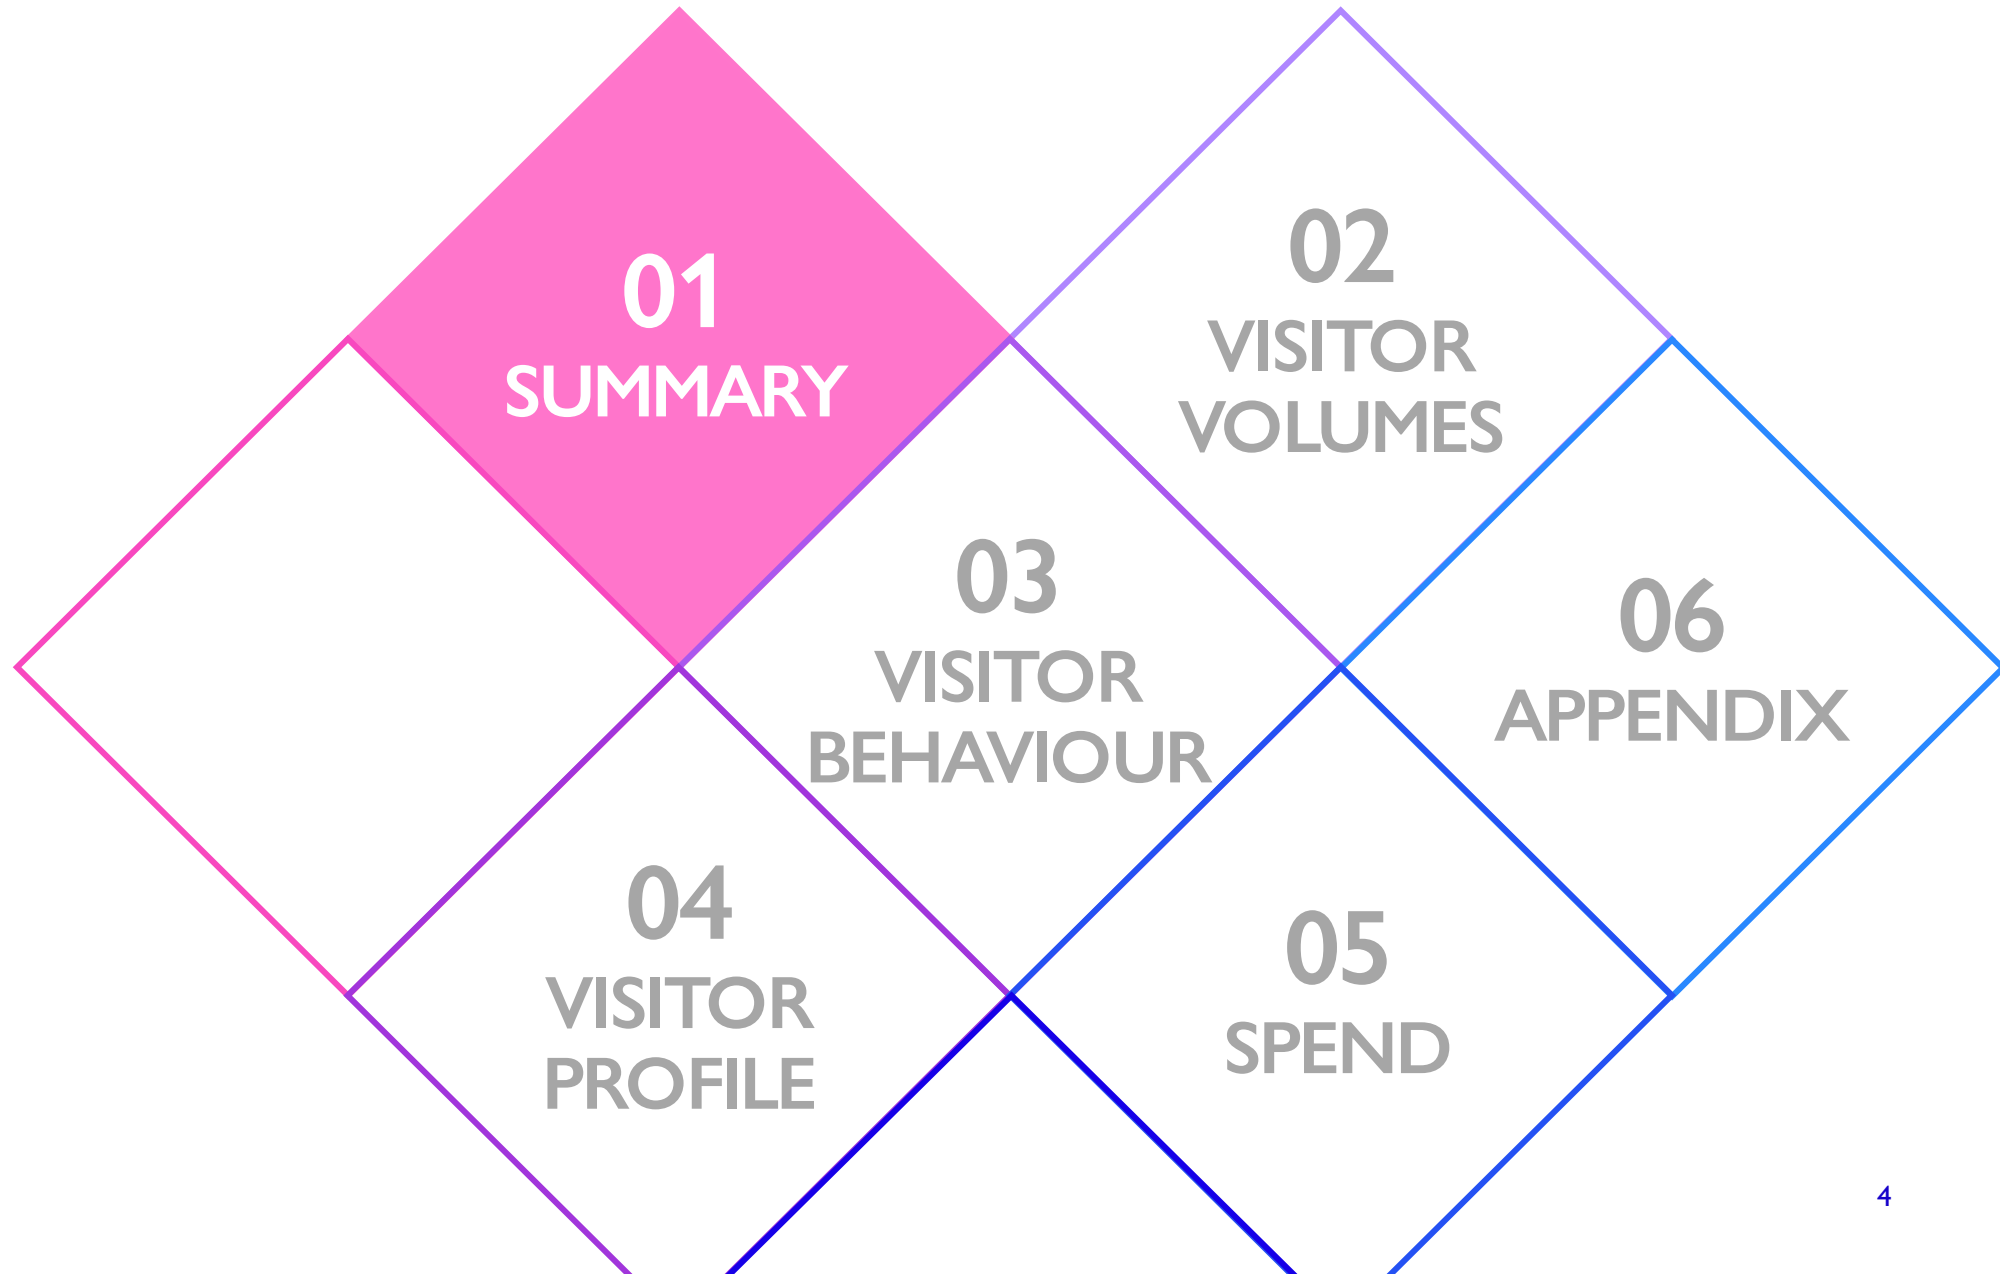 01
SUMMARY
02
VISITOR
VOLUMES
03
VISITOR
BEHAVIOUR
04
VISITOR
PROFILE
05
SPEND
06
APPENDIX
4